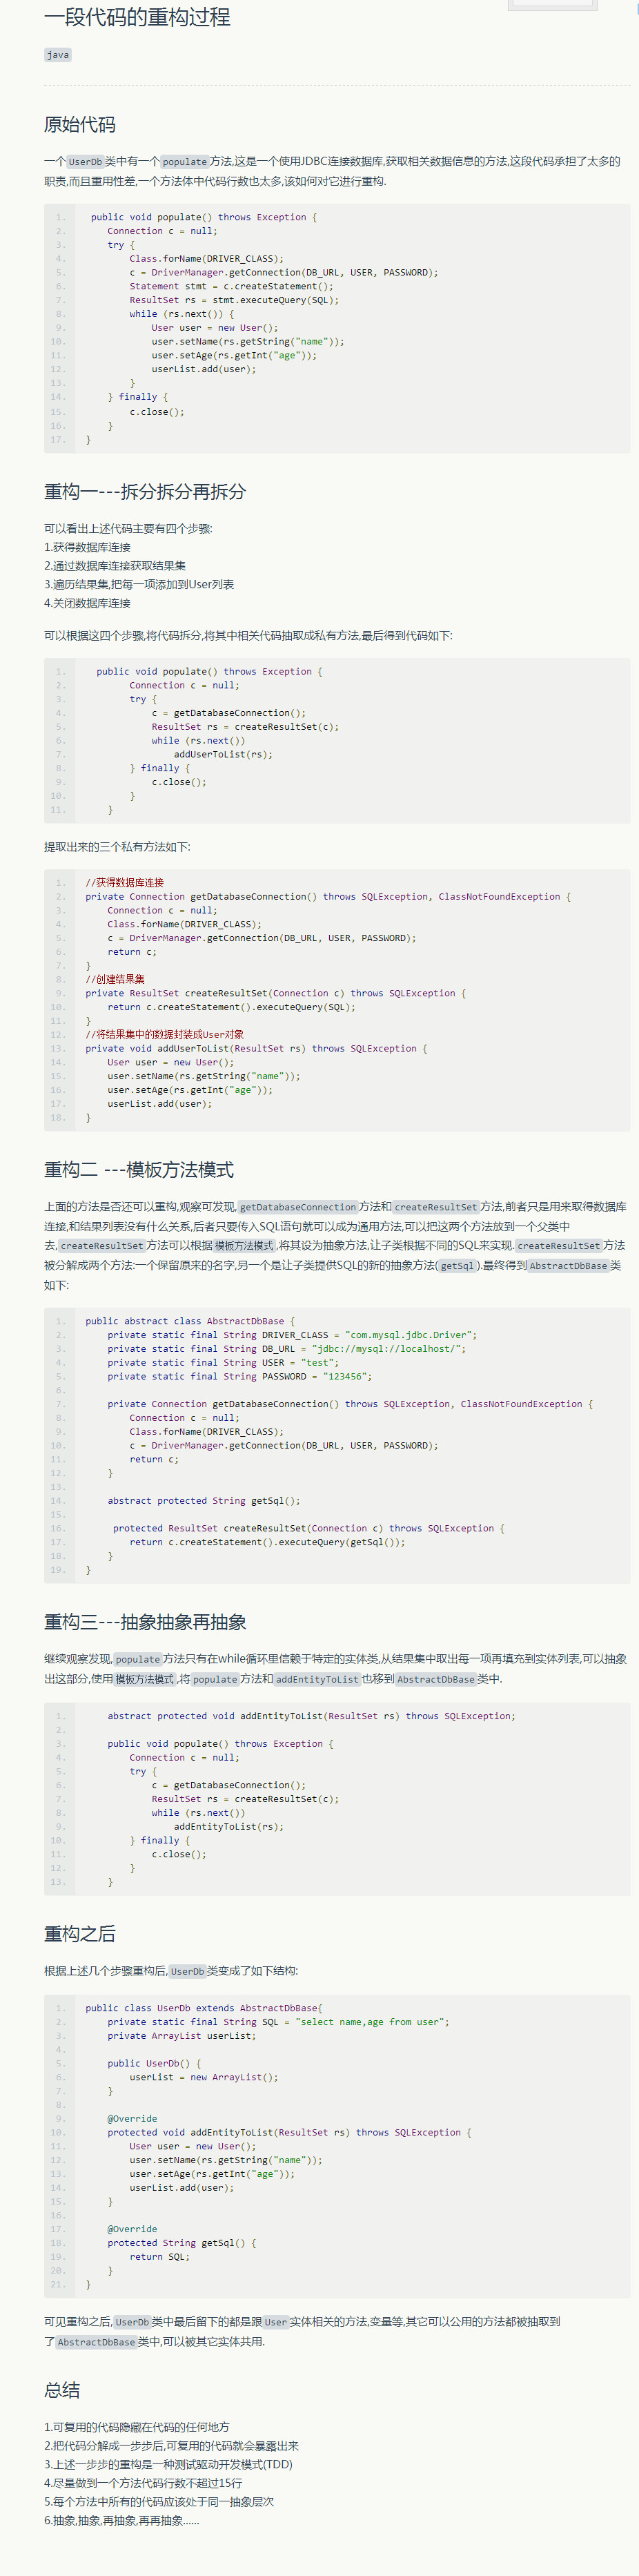 一段代码的重构过程
java
原始代码
一个UserDb类中有一个populate方法,这是一个使用JDBC连接数据库,获取相关数据信息的方法,这段代码承担了太多的
职责,而且重用性差,一个方法体中代码行数也太多,该如何对它进行重构.
1. public void populate() throws Exception {
2. Connection c = null;
3. try {
4. Class.forName(DRIVER_CLASS);
5. c = DriverManager.getConnection(DB_URL, USER, PASSWORD);
6. Statement stmt = c.createStatement();
7. ResultSet rs = stmt.executeQuery(SQL);
8. while (rs.next()) {
9. User user = new User();
10. user.setName(rs.getString("name"));
11. user.setAge(rs.getInt("age"));
12. userList.add(user);
13. }
14. } finally {
15. c.close();
16. }
17. }
重构一---拆分拆分再拆分
可以看出上述代码主要有四个步骤:
1.获得数据库连接
2.通过数据库连接获取结果集
3.遍历结果集,把每一项添加到User列表
4.关闭数据库连接
可以根据这四个步骤,将代码拆分,将其中相关代码抽取成私有方法,最后得到代码如下:
1. public void populate() throws Exception {
2. Connection c = null;
3. try {
4. c = getDatabaseConnection();
5. ResultSet rs = createResultSet(c);
6. while (rs.next())
7. addUserToList(rs);
8. } finally {
9. c.close();
10. }
11. }
提取出来的三个私有方法如下:
1. //获得数据库连接
2. private Connection getDatabaseConnection() throws SQLException, ClassNotFoundException {
3. Connection c = null;
4. Class.forName(DRIVER_CLASS);
5. c = DriverManager.getConnection(DB_URL, USER, PASSWORD);
6. return c;
7. }
8. //创建结果集
9. private ResultSet createResultSet(Connection c) throws SQLException {
10. return c.createStatement().executeQuery(SQL);
11. }
12. //将结果集中的数据封装成User对象
13. private void addUserToList(ResultSet rs) throws SQLException {
14. User user = new User();
15. user.setName(rs.getString("name"));
16. user.setAge(rs.getInt("age"));
17. userList.add(user);
18. }
重构二 ---模板方法模式
上面的方法是否还可以重构,观察可发现,getDatabaseConnection方法和createResultSet方法,前者只是用来取得数据库
连接,和结果列表没有什么关系,后者只要传入SQL语句就可以成为通用方法,可以把这两个方法放到一个父类中
去,createResultSet方法可以根据模板方法模式,将其设为抽象方法,让子类根据不同的SQL来实现.createResultSet方法
被分解成两个方法:一个保留原来的名字,另一个是让子类提供SQL的新的抽象方法(getSql).最终得到AbstractDbBase类
如下:
1. public abstract class AbstractDbBase {
2. private static final String DRIVER_CLASS = "com.mysql.jdbc.Driver";
3. private static final String DB_URL = "jdbc://mysql://localhost/";
4. private static final String USER = "test";
5. private static final String PASSWORD = "123456";
6.
7. private Connection getDatabaseConnection() throws SQLException, ClassNotFoundException {
8. Connection c = null;
9. Class.forName(DRIVER_CLASS);
10. c = DriverManager.getConnection(DB_URL, USER, PASSWORD);
11. return c;
12. }
13.
14. abstract protected String getSql();
15.
16. protected ResultSet createResultSet(Connection c) throws SQLException {
17. return c.createStatement().executeQuery(getSql());
18. }
19. }
重构三---抽象抽象再抽象
继续观察发现,populate方法只有在while循环里信赖于特定的实体类,从结果集中取出每一项再填充到实体列表,可以抽象
出这部分,使用模板方法模式,将populate方法和addEntityToList也移到AbstractDbBase类中.
1. abstract protected void addEntityToList(ResultSet rs) throws SQLException;
2.
3. public void populate() throws Exception {
4. Connection c = null;
5. try {
6. c = getDatabaseConnection();
7. ResultSet rs = createResultSet(c);
8. while (rs.next())
9. addEntityToList(rs);
10. } finally {
11. c.close();
12. }
13. }
重构之后
根据上述几个步骤重构后,UserDb类变成了如下结构:
1. public class UserDb extends AbstractDbBase{
2. private static final String SQL = "select name,age from user";
3. private ArrayList userList;
4.
5. public UserDb() {
6. userList = new ArrayList();
7. }
8.
9. @Override
10. protected void addEntityToList(ResultSet rs) throws SQLException {
11. User user = new User();
12. user.setName(rs.getString("name"));
13. user.setAge(rs.getInt("age"));
14. userList.add(user);
15. }
16.
17. @Override
18. protected String getSql() {
19. return SQL;
20. }
21. }
可见重构之后,UserDb类中最后留下的都是跟User实体相关的方法,变量等,其它可以公用的方法都被抽取到
了AbstractDbBase类中,可以被其它实体共用.
总结
1.可复用的代码隐藏在代码的任何地方
2.把代码分解成一步步后,可复用的代码就会暴露出来
3.上述一步步的重构是一种测试驱动开发模式(TDD)
4.尽量做到一个方法代码行数不超过15行
5.每个方法中所有的代码应该处于同一抽象层次
6.抽象,抽象,再抽象,再再抽象......